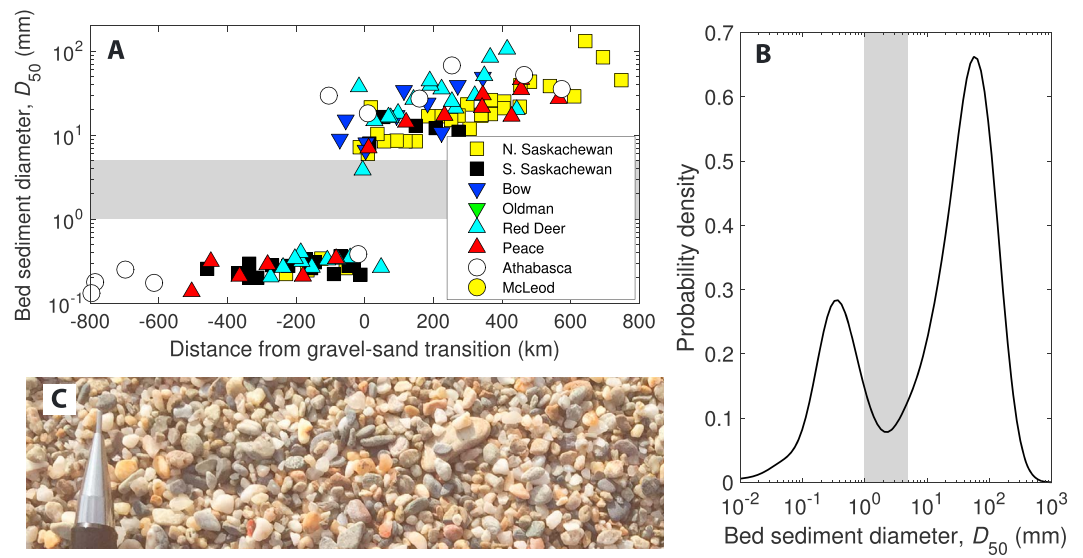 A
Bed sediment diameter, D50 (mm)
10^2
10^1
10^0
10^-1
-800 -600 -400 -200 0 200 400 600 800
Distance from gravel-sand transition (km)
N. Saskachewan
S. Saskachewan
Bow
Oldman
Red Deer
Peace
Athabasca
McLeod
B
Probability density
0.7
0.6
0.5
0.4
0.3
0.2
0.1
0
10^-2 10^-1 10^0 10^1 10^2 10^3
Bed sediment diameter, D50 (mm)
C